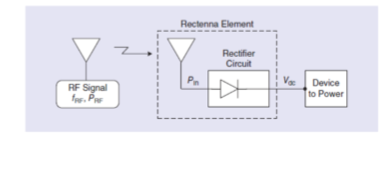 Rectenna Element
Rectifier
Circuit
Pin
Vdc
Device
to Power
RF Signal
fRF, PRF